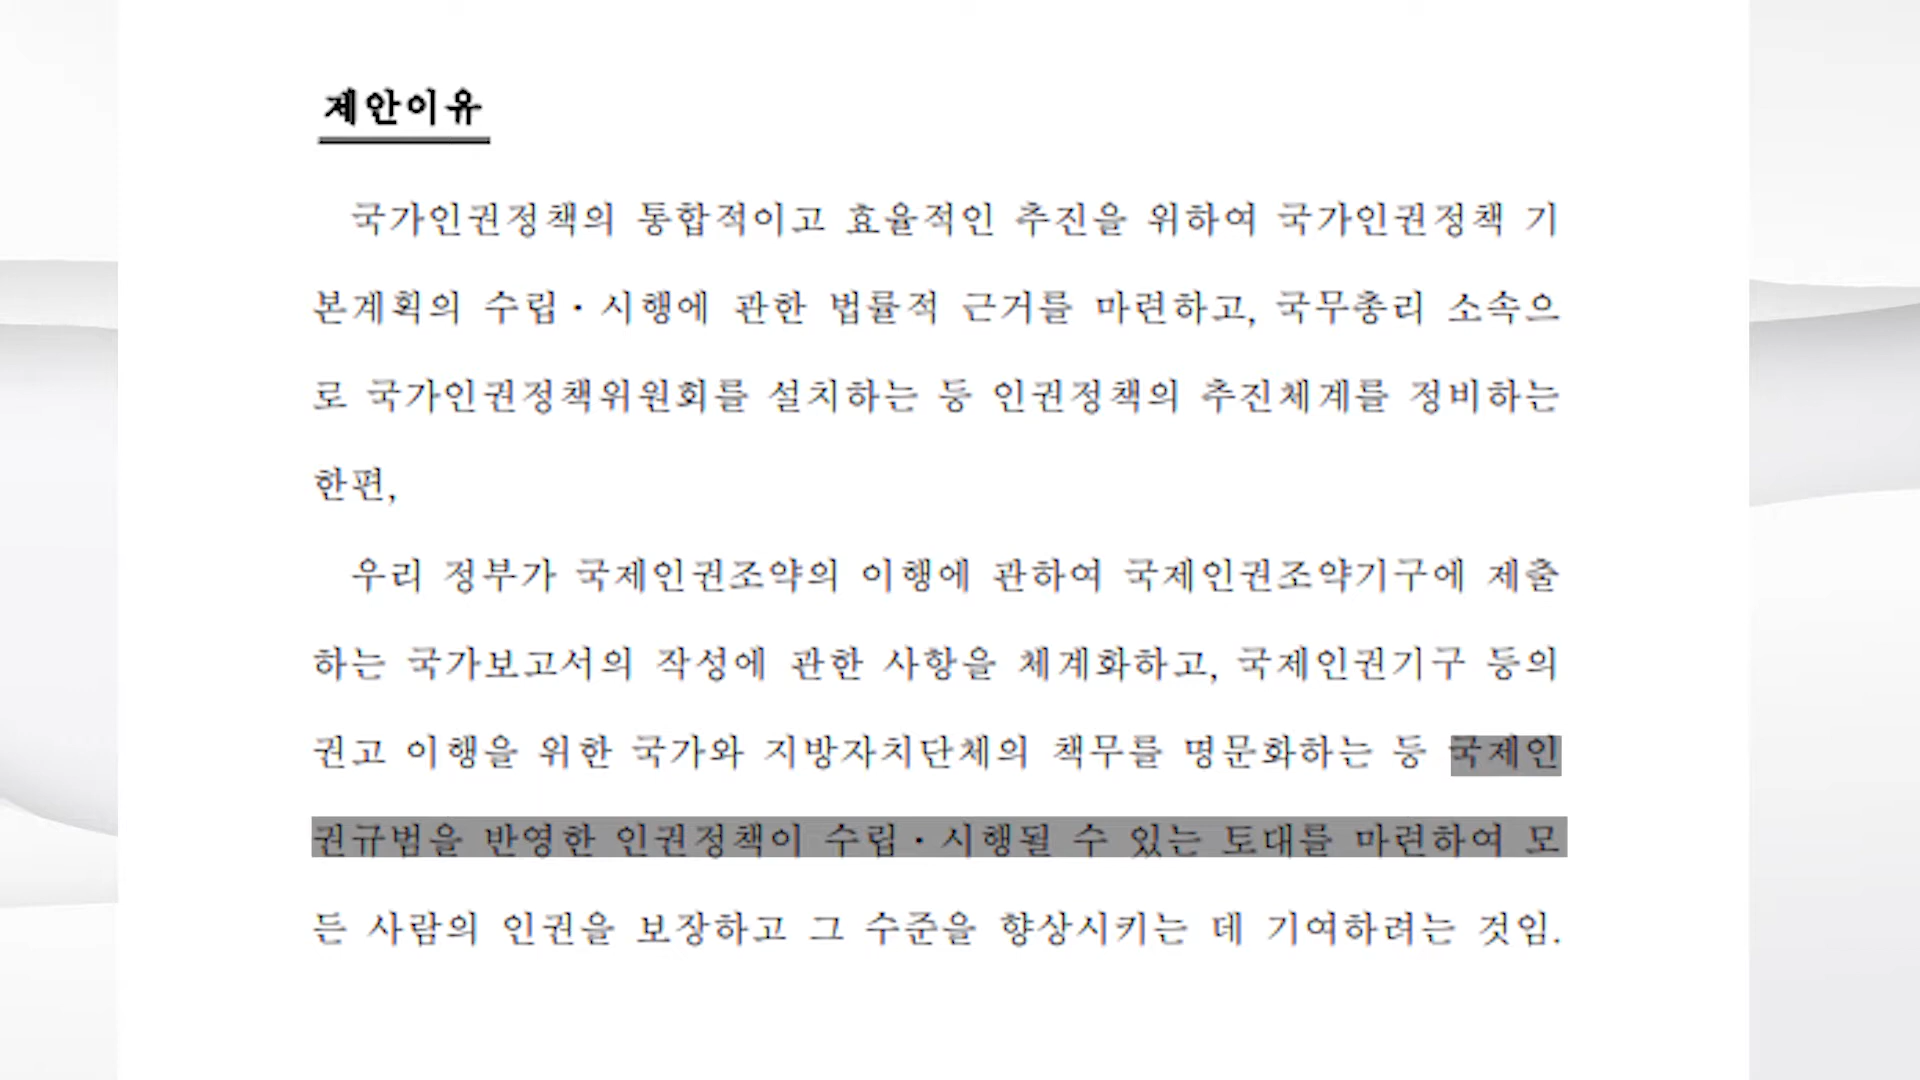 제안이유
국가인권정책의 통합적이고 효율적인 추진을 위하여 국가인권정책 기
본계획의 수립·시행에 관한 법률적 근거를 마련하고, 국무총리 소속으
로 국가인권정책위원회를 설치하는 등 인권정책의 추진체계를 정비하는
한편,
우리 정부가 국제인권조약의 이행에 관하여 국제인권조약기구에 제출
하는 국가보고서의 작성에 관한 사항을 체계화하고, 국제인권기구 등의
권고 이행을 위한 국가와 지방자치단체의 책무를 명문화하는 등 국제인
권규범을 반영한 인권정책이 수립·시행될 수 있는 토대를 마련하여 모
든 사람의 인권을 보장하고 그 수준을 향상시키는 데 기여하려는 것임.